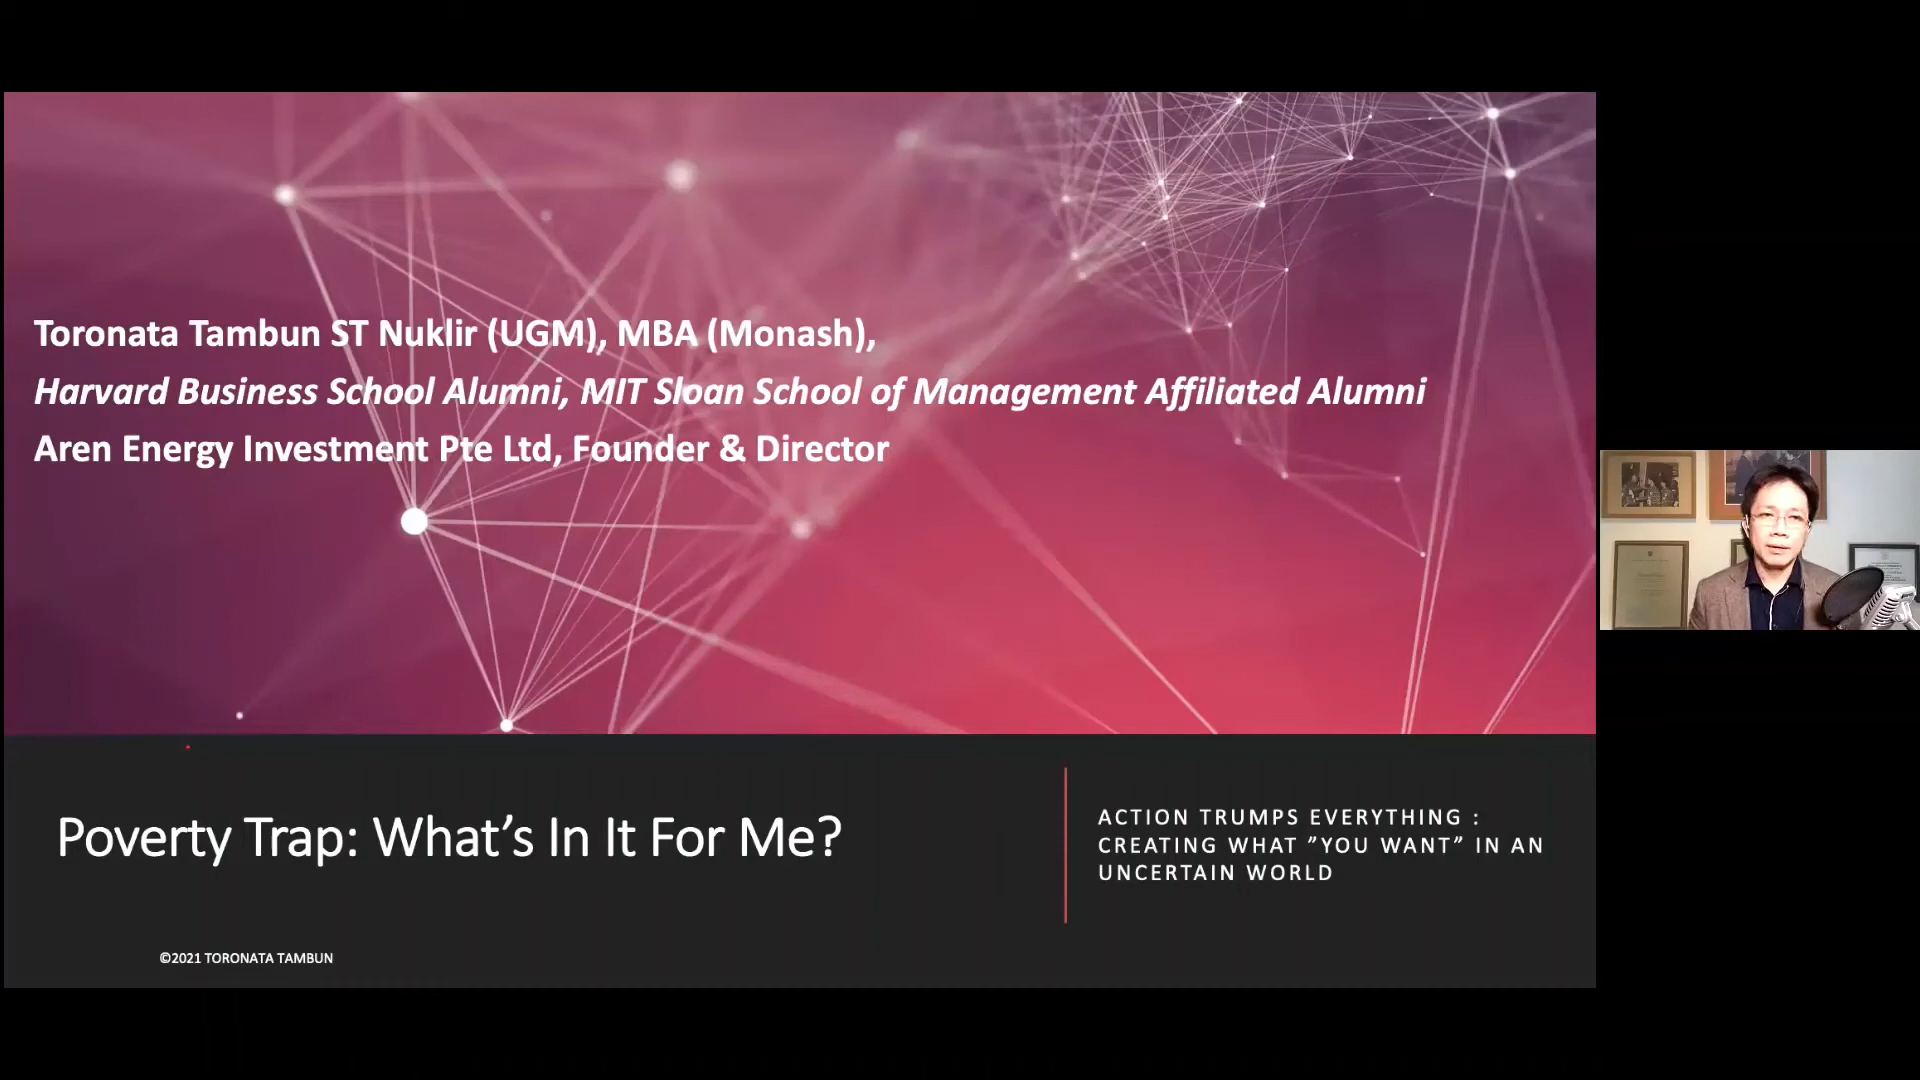 Toronata Tambun ST Nuklir (UGM), MBA (Monash),
Harvard Business School Alumni, MIT Sloan School of Management Affiliated Alumni
Aren Energy Investment Pte Ltd, Founder & Director
Poverty Trap: What’s In It For Me?
ACTION TRUMPS EVERYTHING :
CREATING WHAT ”YOU WANT” IN AN
UNCERTAIN WORLD
©2021 TORONATA TAMBUN